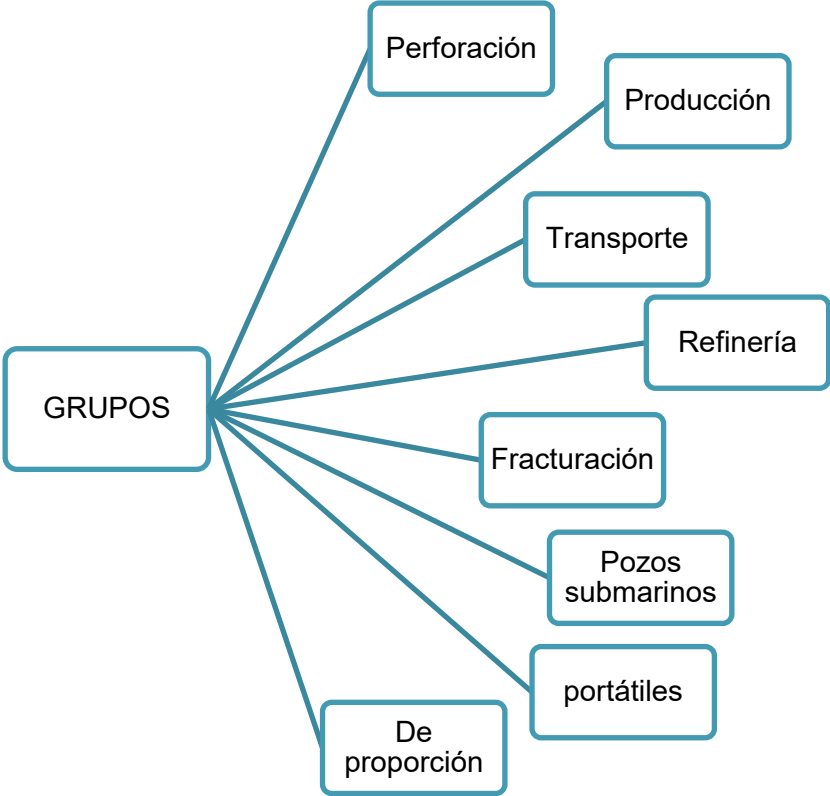 Perforación
Producción
Transporte
Refinería
GRUPOS
Fracturación
Pozos
submarinos
portátiles
De
proporción